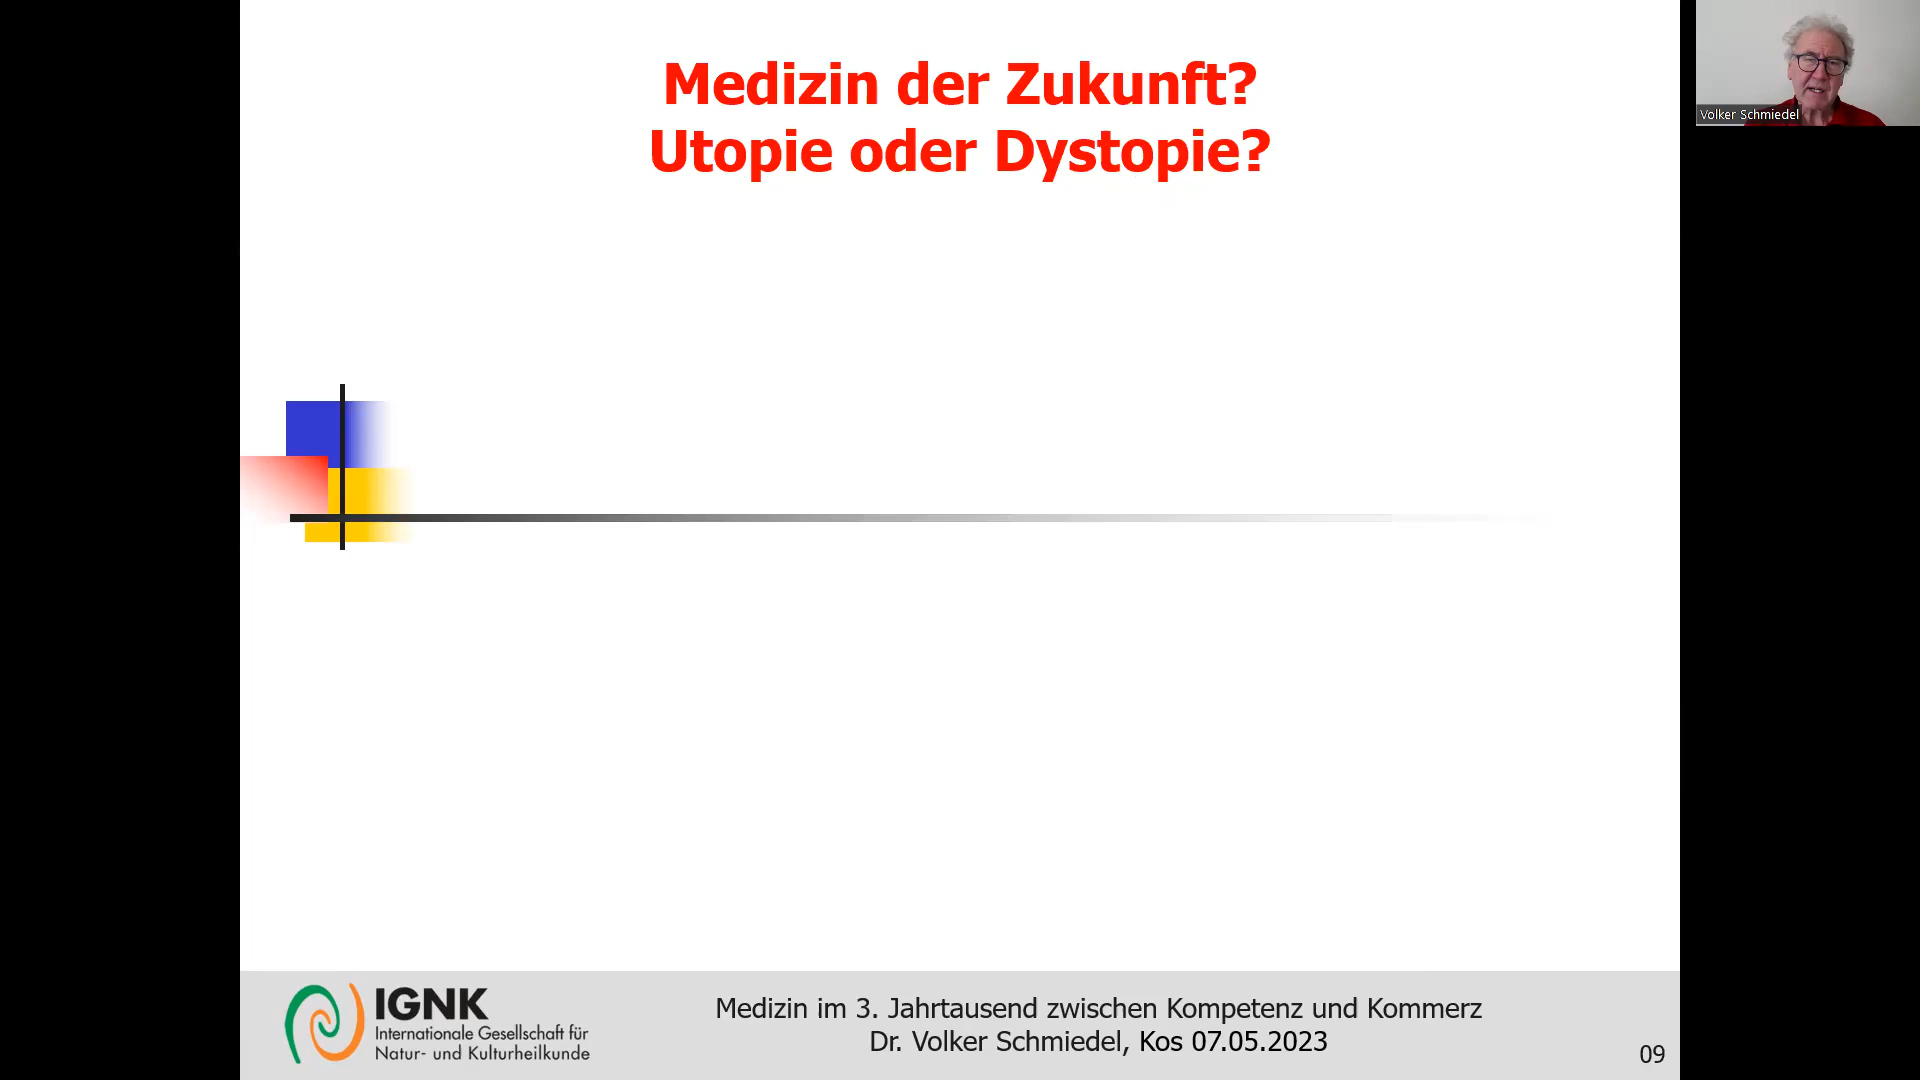 Medizin der Zukunft?
Utopie oder Dystopie?
Volker Schmiedel
IGNK
Internationale Gesellschaft für
Natur- und Kulturheilkunde
Medizin im 3. Jahrtausend zwischen Kompetenz und Kommerz
Dr. Volker Schmiedel, Kos 07.05.2023
09